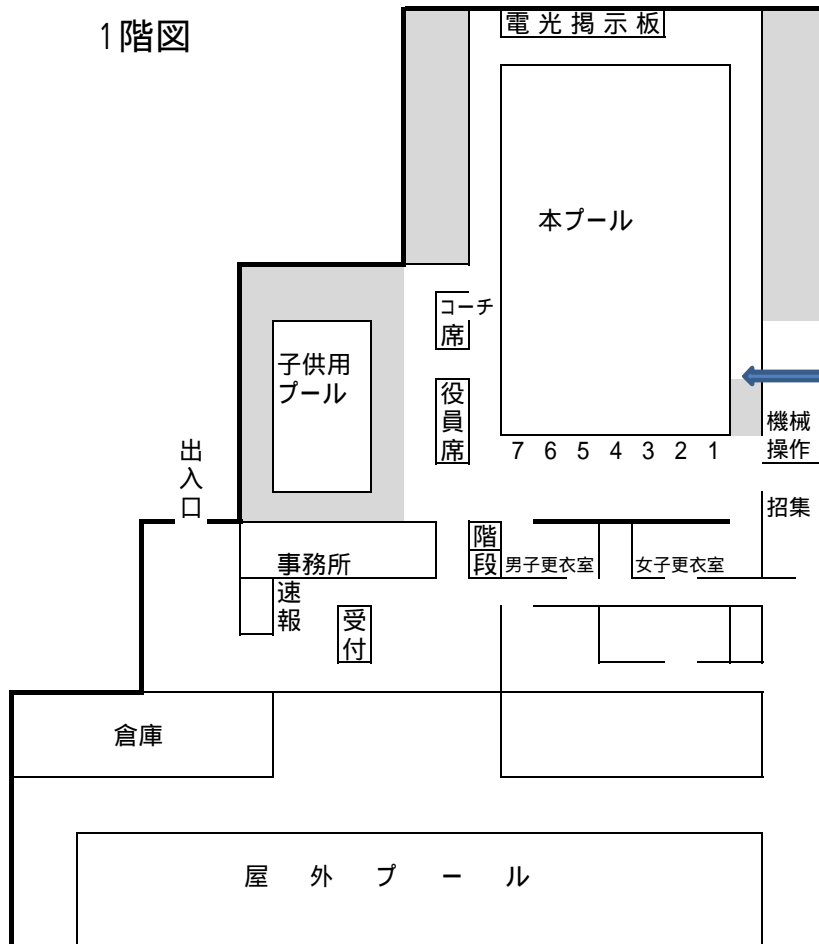 1階図
電光掲示板
本プール
コーチ
席
子供用
プール
役
員
席
機械
操作
7 6 5 4 3 2 1
出
入
口
招集
階
段
事務所
男子更衣室
女子更衣室
速
報
受
付
倉庫
屋外プール